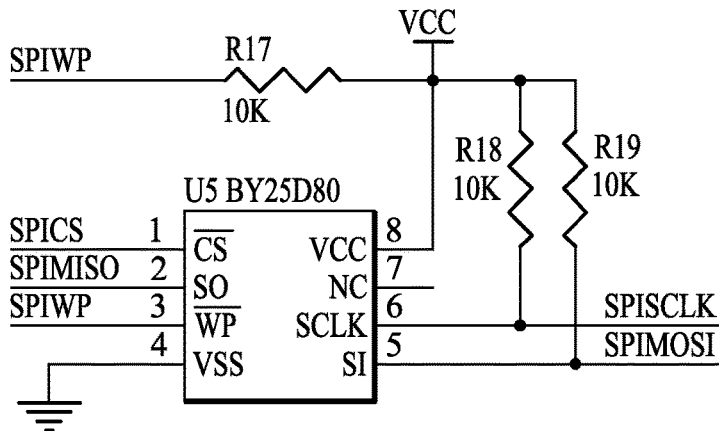 VCC
SPIWP R17
10K
R18 R19
10K 10K
U5 BY25D80
SPICS 1 CS VCC 8
SPIMISO 2 SO NC 7
SPIWP 3 WP SCLK 6 SPISCLK
4 VSS SI 5 SPIMOSI